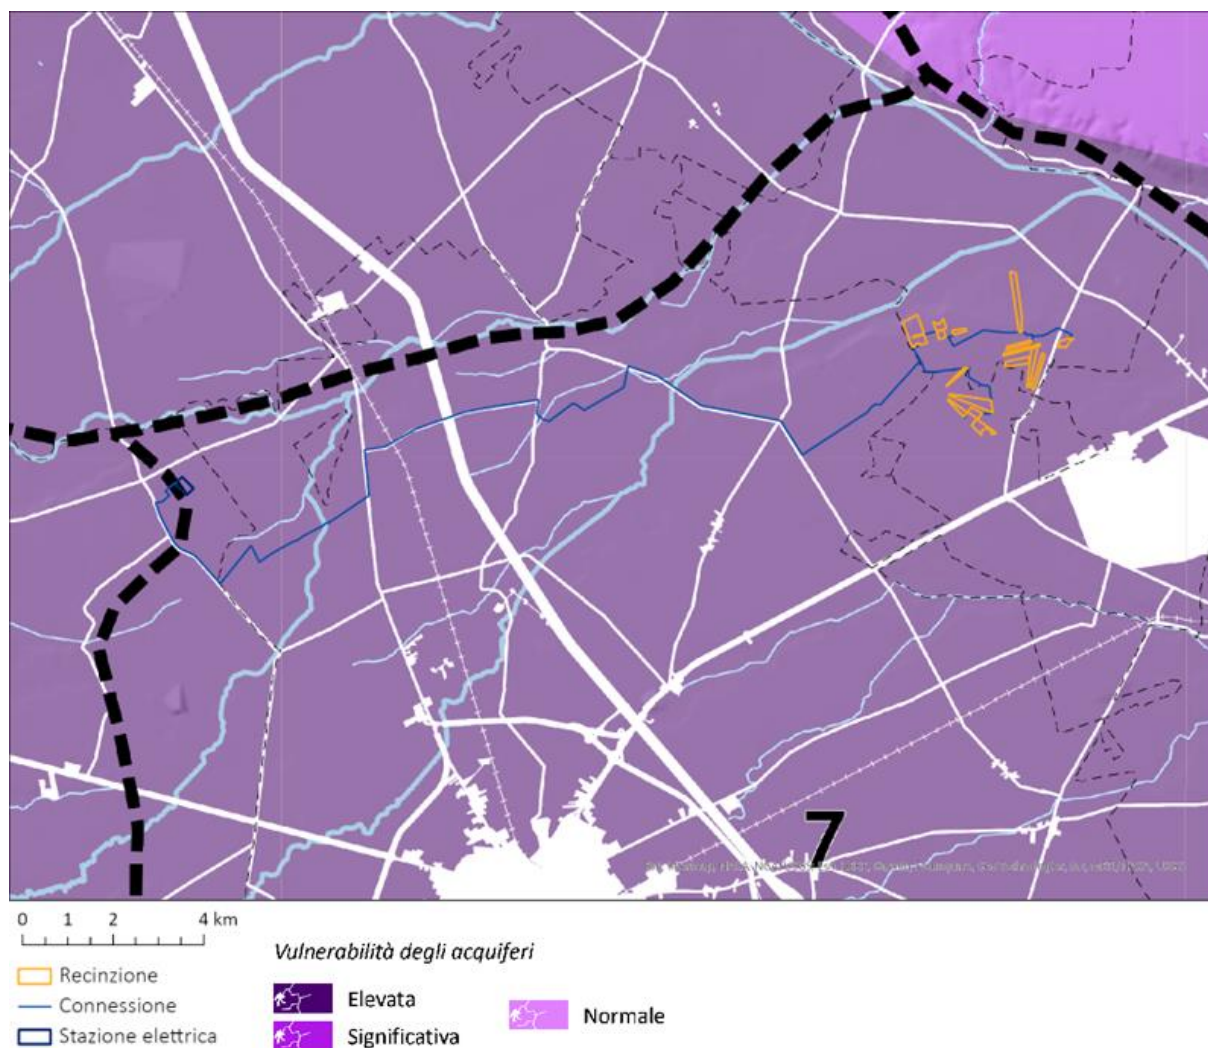 7
0 1 2 4 km
Recinzione
Connessione
Stazione elettrica
Vulnerabilità degli acquiferi
Elevata
Significativa
Normale